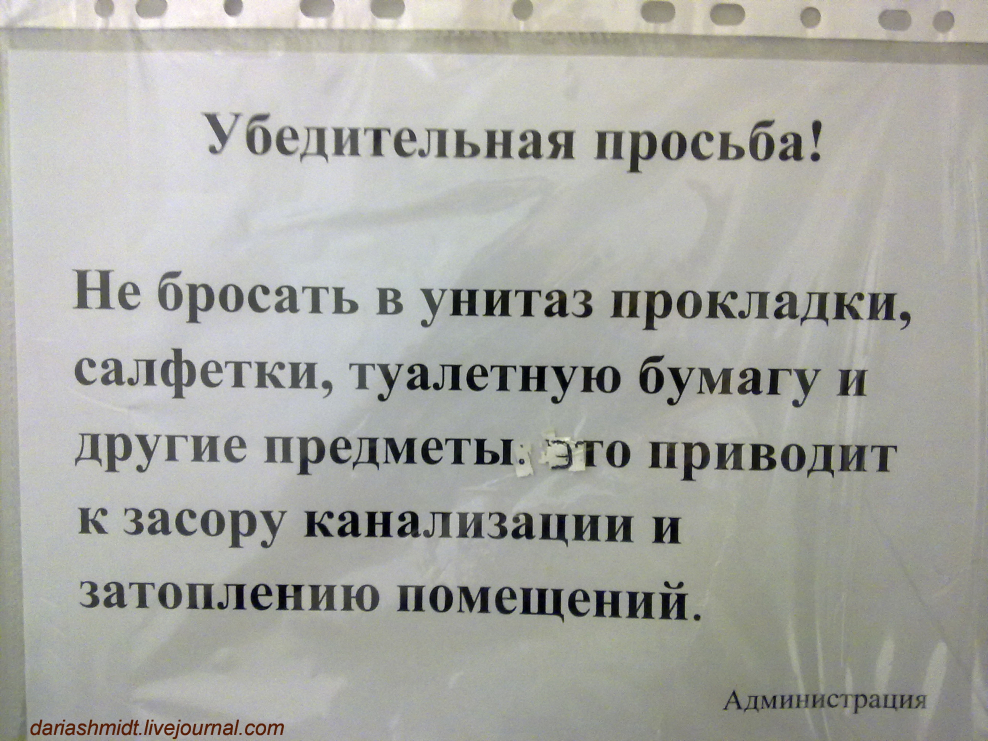 Убедительная просьба!
Не бросать в унитаз прокладки,
салфетки, туалетную бумагу и
другие предметы. это приводит
к засору канализации и
затоплению помещений.
Администрация
dariashmidt.livejournal.com